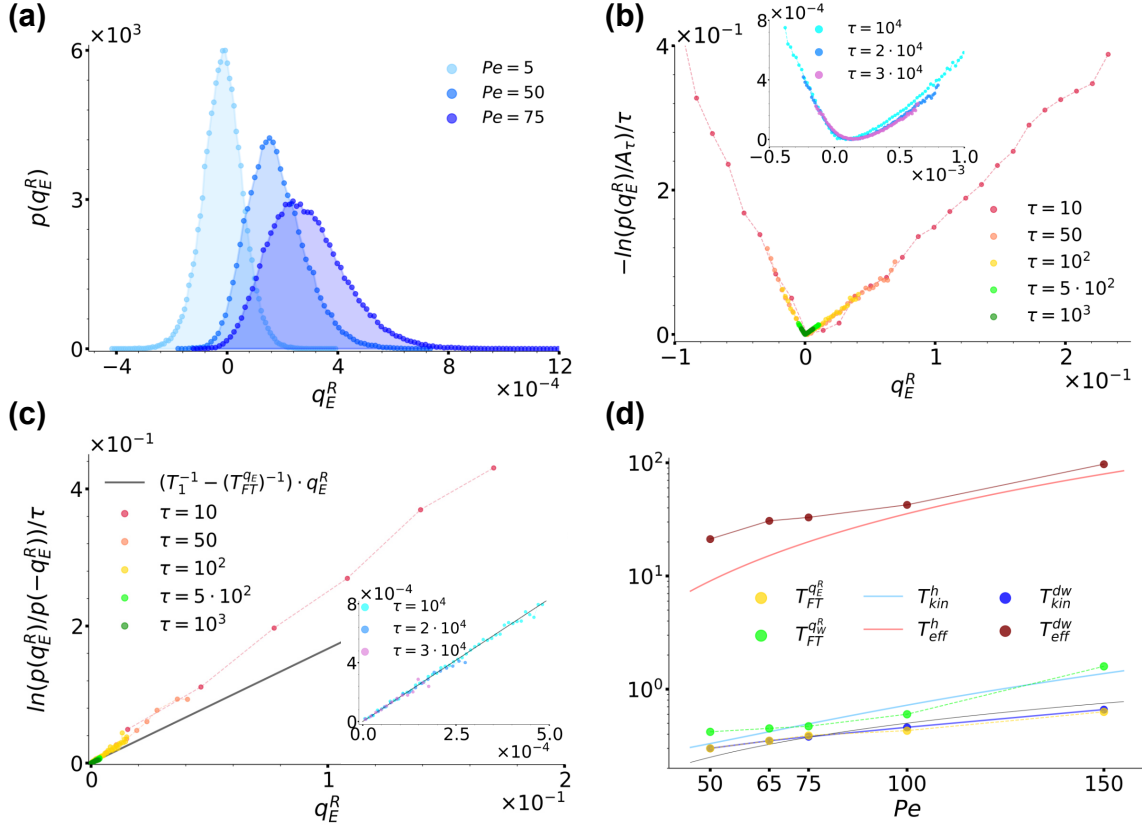 (a)
×10³
6
3
0
p(q_E^R)
Pe = 5
Pe = 50
Pe = 75
−4
0
4
8
12
×10⁻⁴
q_E^R
(b)
4 ×10⁻¹
2
0
−ln(p(q_E^R)/A_τ)/τ
8 ×10⁻⁴
4
0
τ = 10⁴
τ = 2 · 10⁴
τ = 3 · 10⁴
−0.5
0.0
0.5
1.0
×10⁻³
τ = 10
τ = 50
τ = 10²
τ = 5 · 10²
τ = 10³
−1
0
1
2
×10⁻¹
q_E^R
(c)
×10⁻¹
4
2
0
ln(p(q_E^R)/p(−q_E^R))/τ
(T₁⁻¹ − (T_FT^{q_E})⁻¹) · q_E^R
τ = 10
τ = 50
τ = 10²
τ = 5 · 10²
τ = 10³
8 ×10⁻⁴
4
0
τ = 10⁴
τ = 2 · 10⁴
τ = 3 · 10⁴
0
2.5
5.0
×10⁻⁴
0
1
2
×10⁻¹
q_E^R
(d)
10²
10¹
10⁰
T_FT^{q_E^R}
T_FT^{q_W^R}
T_kin^h
T_eff^h
T_kin^dw
T_eff^dw
50
65
75
100
150
Pe